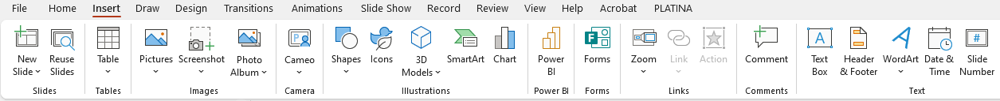 File Home Insert Draw Design Transitions Animations Slide Show Record Review View Help Acrobat PLATINA
New Slide
Reuse Slides
Table
Pictures
Screenshot
Photo Album
Cameo
Shapes
Icons
3D Models
SmartArt
Chart
Power BI
Forms
Zoom
Link
Action
Comment
Text Box
Header & Footer
WordArt
Date & Time
Slide Number
Slides Tables Images Camera Illustrations Power BI Forms Links Comments Text